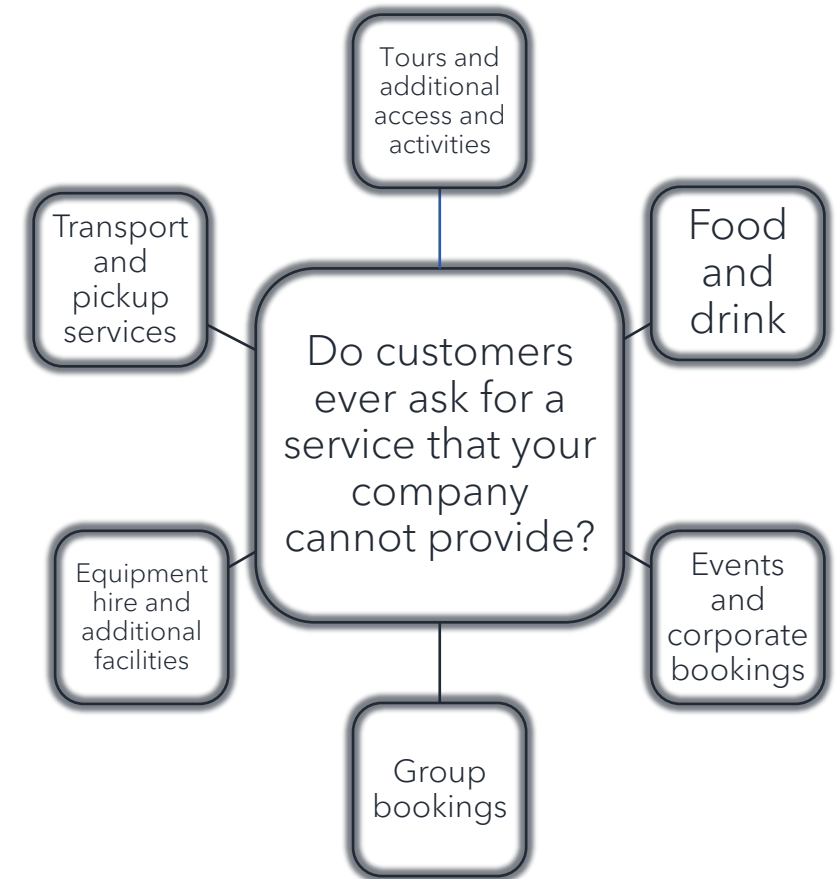 Tours and
additional
access and
activities
Transport
and
pickup
services
Food
and
drink
Do customers
ever ask for a
service that your
company
cannot provide?
Equipment
hire and
additional
facilities
Events
and
corporate
bookings
Group
bookings